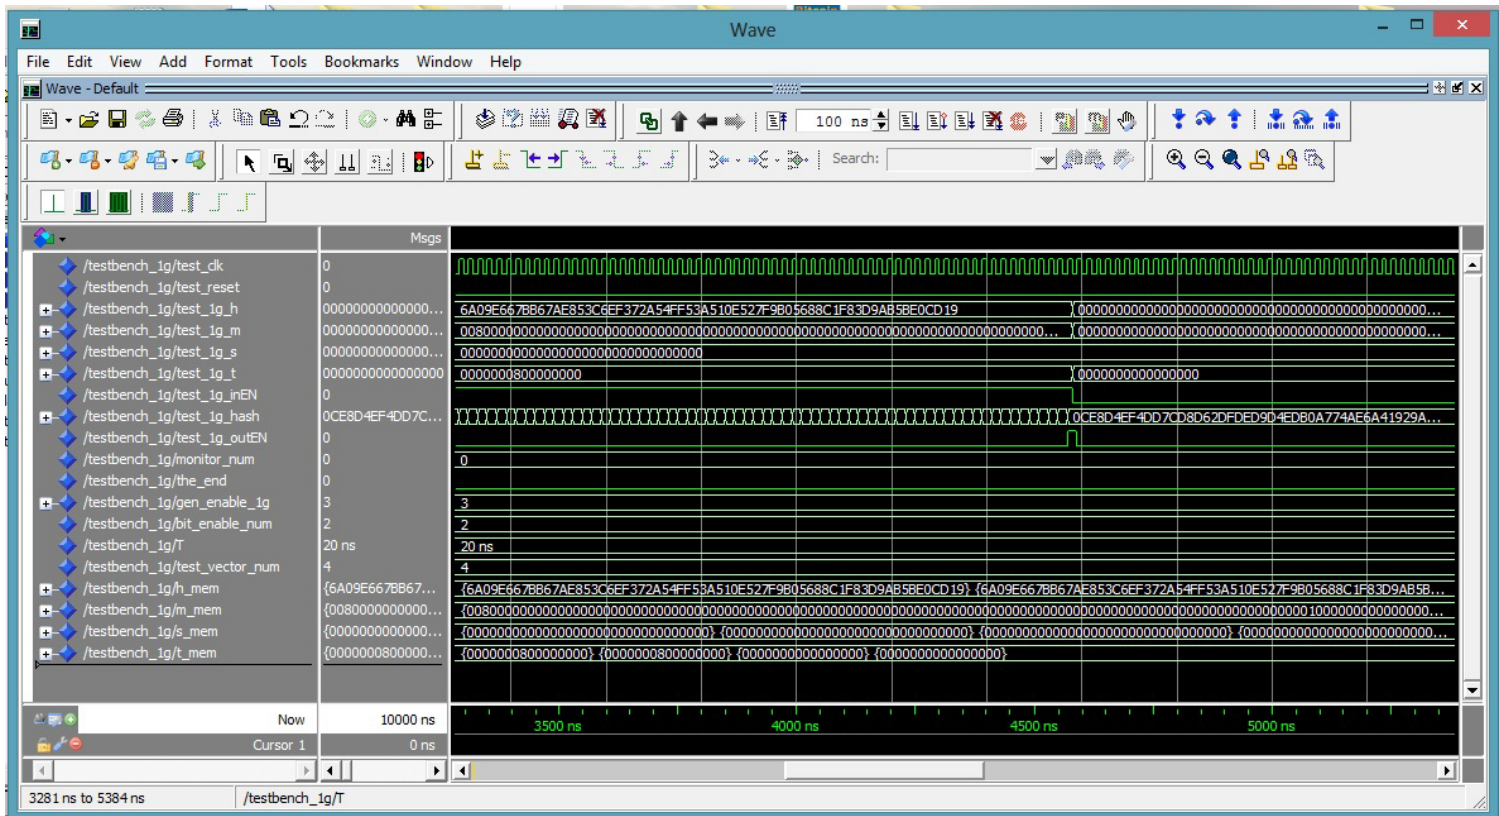 Wave
File Edit View Add Format Tools Bookmarks Window Help
Wave - Default
100 ns
Search:
Msgs
/testbench_1g/test_clk 0
/testbench_1g/test_reset 0
/testbench_1g/test_1g_h 00000000000000... 6A09E667BB67AE853C6EF372A54FF53A510E527F9B05688C1F83D9AB5BE0CD19
/testbench_1g/test_1g_m 00000000000000...
/testbench_1g/test_1g_s 00000000000000... 00000000000000000000000000000000
/testbench_1g/test_1g_t 0000000000000000 0000000800000000 0000000000000000
/testbench_1g/test_1g_inEN 0
/testbench_1g/test_1g_hash 0CE8D4EF4DD7C... 0CE8D4EF4DD7CD8D62DFDED9D4EDB0A774AE6A41929A...
/testbench_1g/test_1g_outEN 0
/testbench_1g/monitor_num 0 0
/testbench_1g/the_end 0
/testbench_1g/gen_enable_1g 3 3
/testbench_1g/bit_enable_num 2 2
/testbench_1g/T 20 ns 20 ns
/testbench_1g/test_vector_num 4 4
/testbench_1g/h_mem {6A09E667BB67... {6A09E667BB67AE853C6EF372A54FF53A510E527F9B05688C1F83D9AB5BE0CD19} {6A09E667BB67AE853C6EF372A54FF53A510E527F9B05688C1F83D9AB5B...
/testbench_1g/m_mem {0080000000000...
/testbench_1g/s_mem {0000000000000... {00000000000000000000000000000000} {00000000000000000000000000000000} {00000000000000000000000000000000}
/testbench_1g/t_mem {0000000800000... {0000000800000000} {0000000800000000} {0000000000000000} {0000000000000000}
Now 10000 ns
3500 ns 4000 ns 4500 ns 5000 ns
Cursor 1 0 ns
3281 ns to 5384 ns /testbench_1g/T